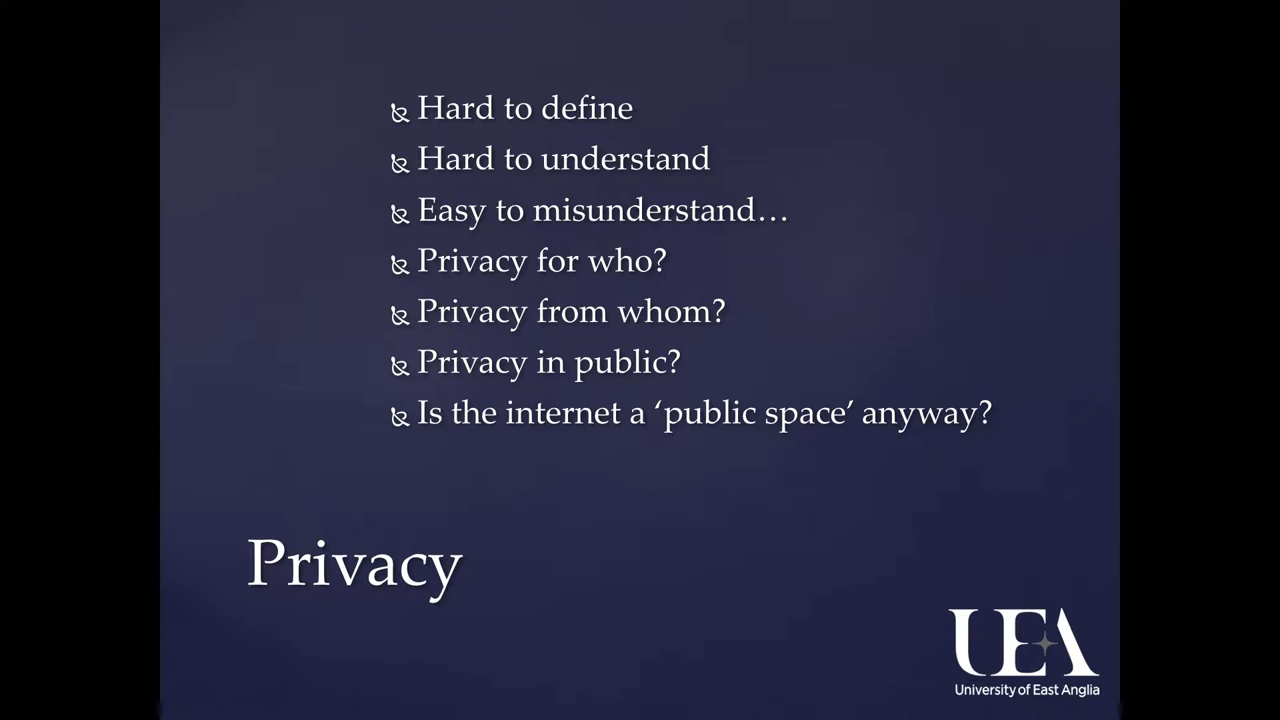 Hard to define
Hard to understand
Easy to misunderstand…
Privacy for who?
Privacy from whom?
Privacy in public?
Is the internet a ‘public space’ anyway?
Privacy
UEA
University of East Anglia